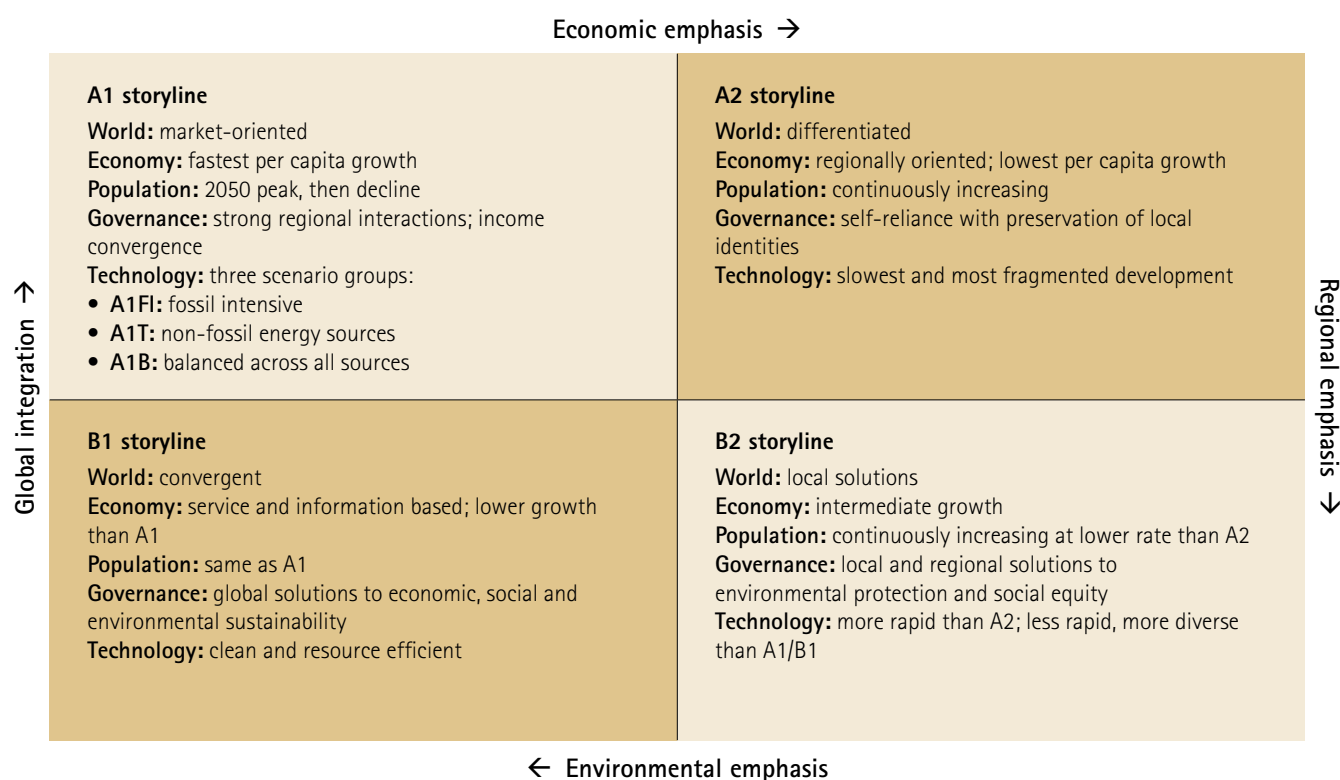 Economic emphasis →
A1 storyline
World: market-oriented
Economy: fastest per capita growth
Population: 2050 peak, then decline
Governance: strong regional interactions; income
convergence
Technology: three scenario groups:
• A1FI: fossil intensive
• A1T: non-fossil energy sources
• A1B: balanced across all sources
A2 storyline
World: differentiated
Economy: regionally oriented; lowest per capita growth
Population: continuously increasing
Governance: self-reliance with preservation of local
identities
Technology: slowest and most fragmented development
Global integration →
Regional emphasis →
B1 storyline
World: convergent
Economy: service and information based; lower growth
than A1
Population: same as A1
Governance: global solutions to economic, social and
environmental sustainability
Technology: clean and resource efficient
B2 storyline
World: local solutions
Economy: intermediate growth
Population: continuously increasing at lower rate than A2
Governance: local and regional solutions to
environmental protection and social equity
Technology: more rapid than A2; less rapid, more diverse
than A1/B1
← Environmental emphasis